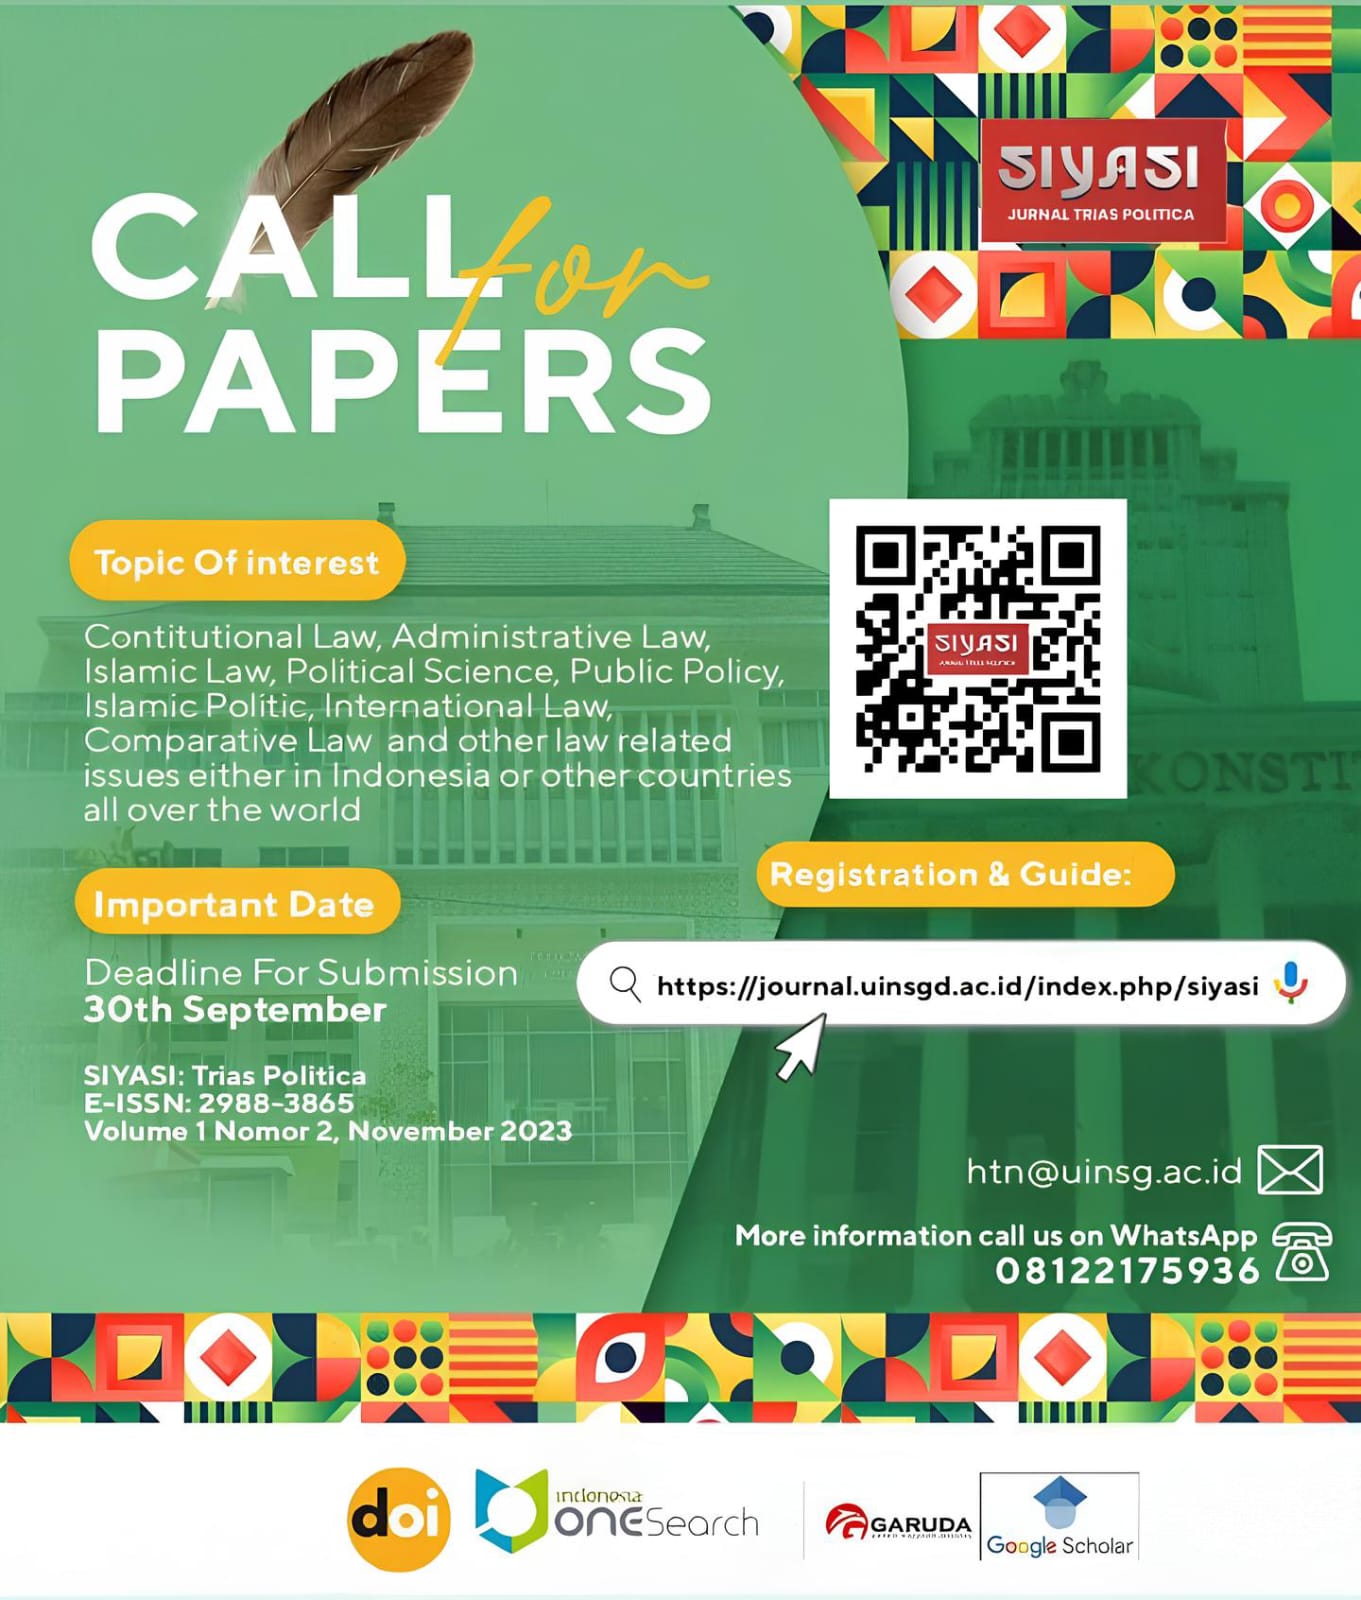 CALL for
PAPERS
SIYASI
JURNAL TRIAS POLITICA
Topic Of interest
Contitutional Law, Administrative Law,
Islamic Law, Political Science, Public Policy,
Islamic Politic, International Law,
Comparative Law and other law related
issues either in Indonesia or other countries
all over the world
SIYASI
KONSTI
Important Date
Deadline For Submission
30th September
SIYASI: Trias Politica
E-ISSN: 2988-3865
Volume 1 Nomor 2, November 2023
Registration & Guide:
https://journal.uinsgd.ac.id/index.php/siyasi
htn@uinsg.ac.id
More information call us on WhatsApp
08122175936
doi
indonesia
oneSearch
GARUDA
Google Scholar